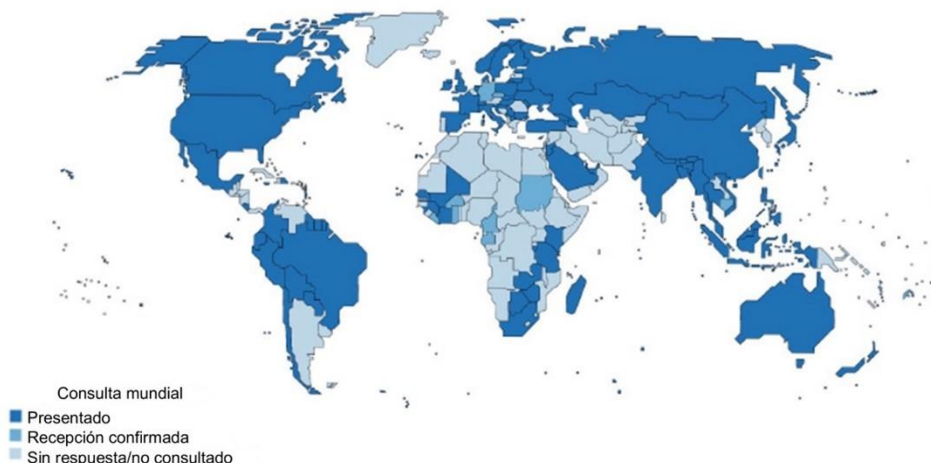 Consulta mundial
Presentado
Recepción confirmada
Sin respuesta/no consultado